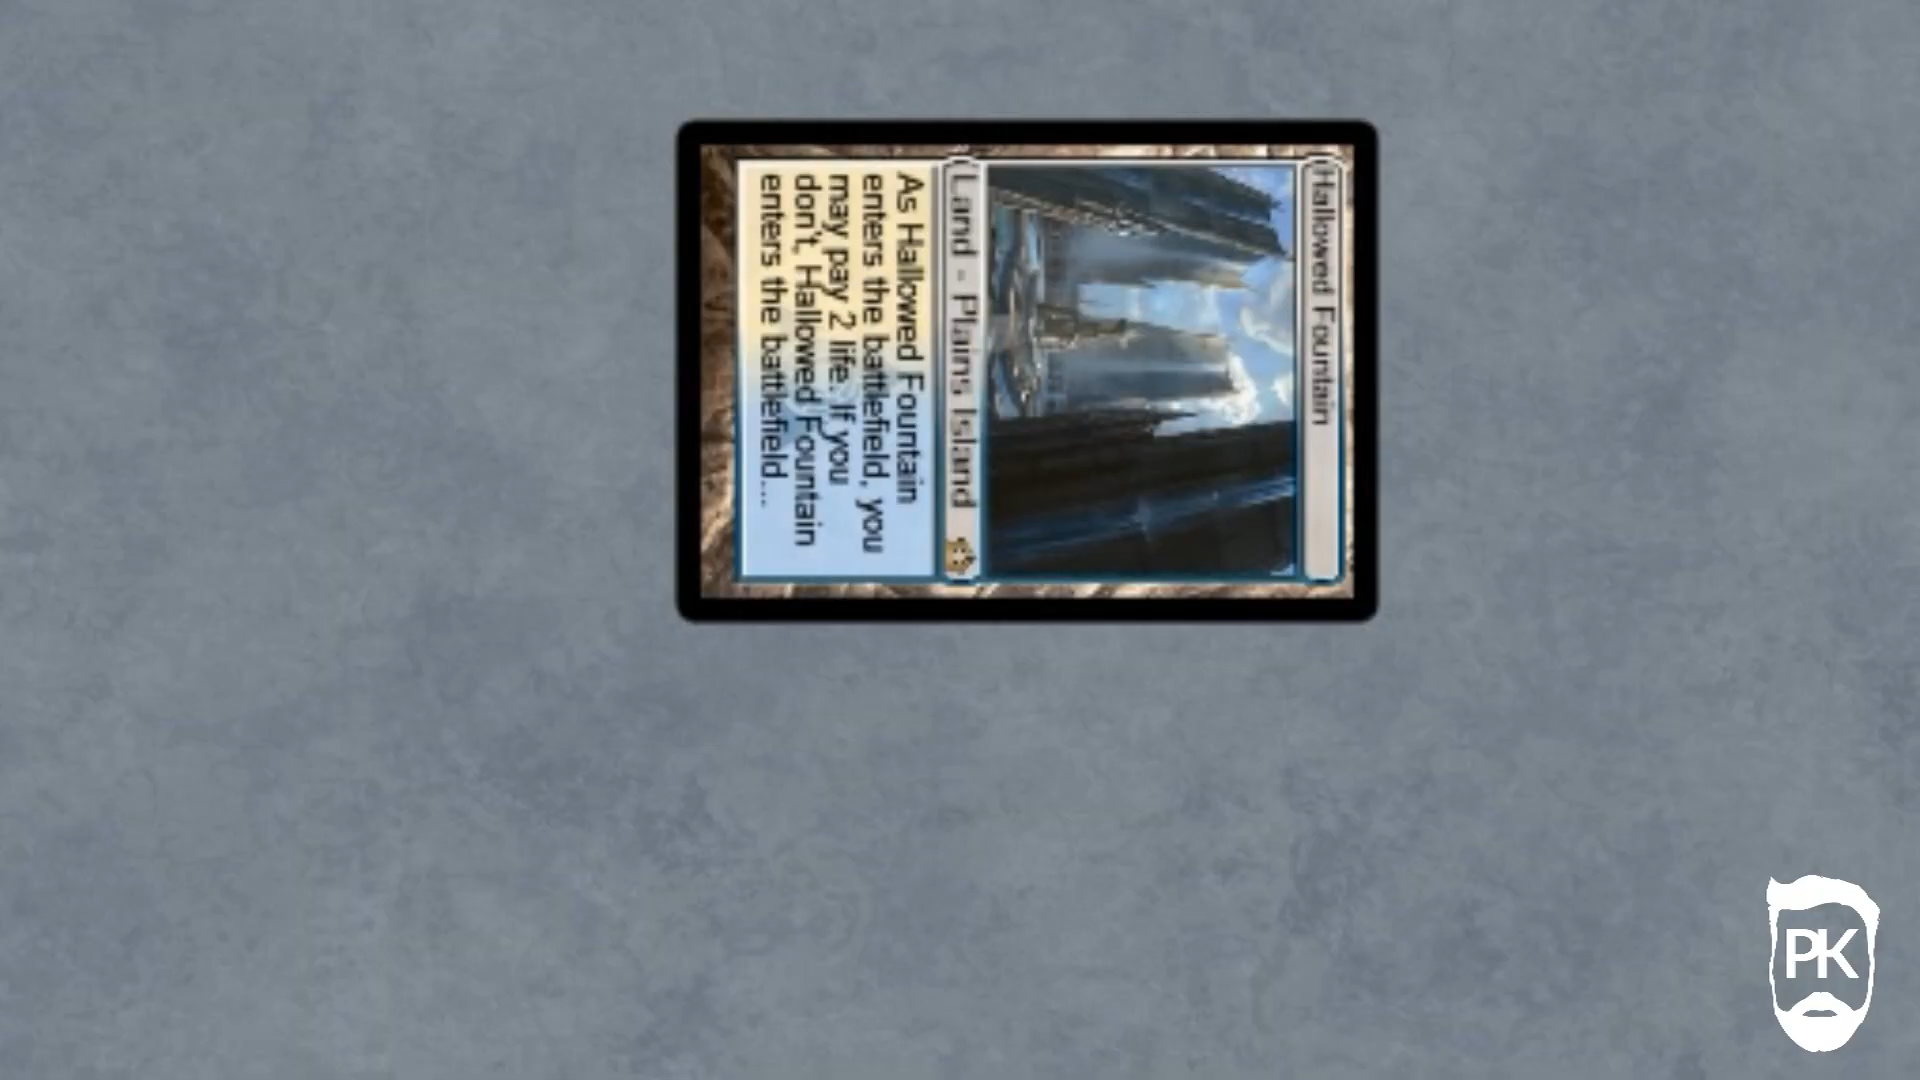 Hallowed Fountain
Land - Plains Island
As Hallowed Fountain
enters the battlefield, you
may pay 2 life. If you
don't, Hallowed Fountain
enters the battlefield...
PK